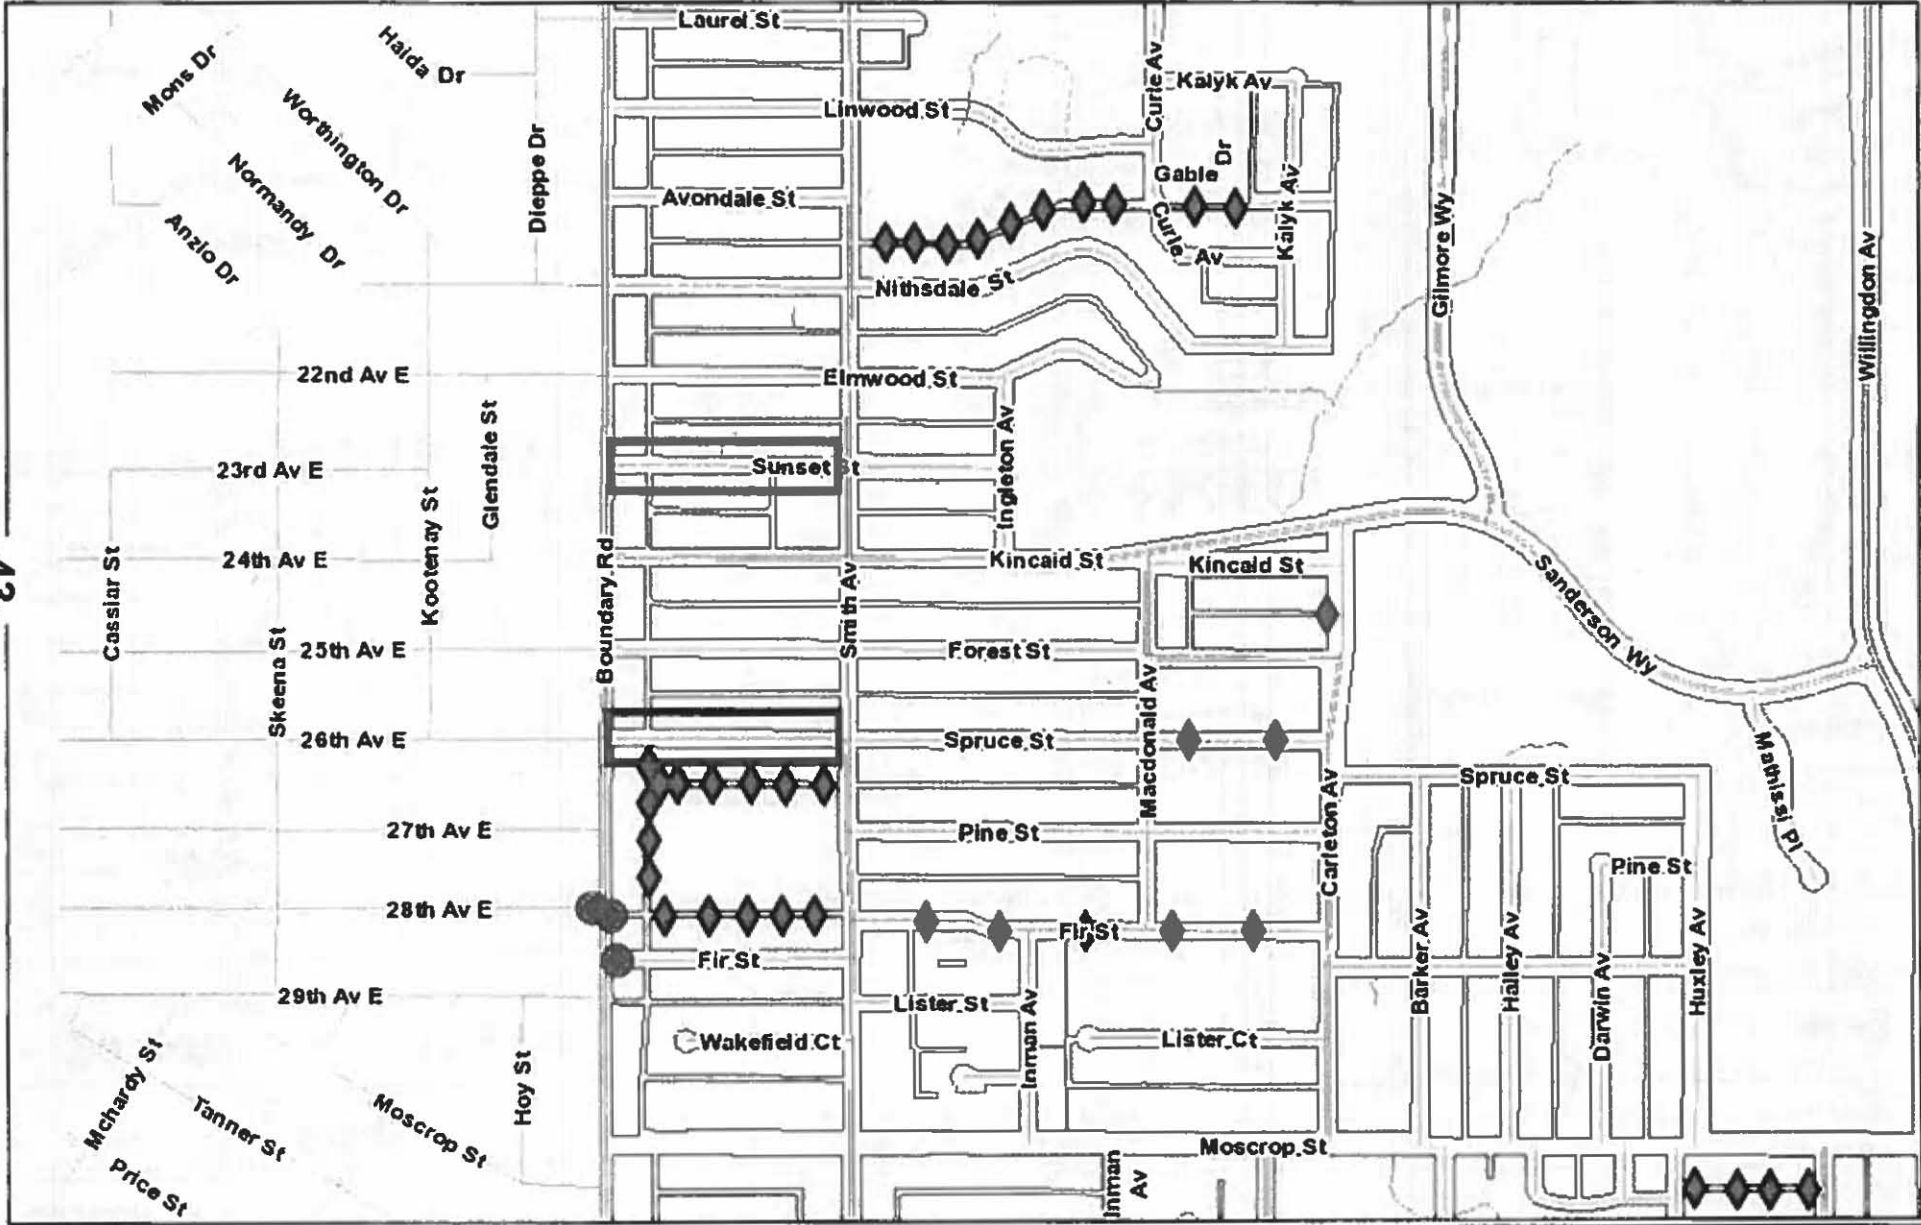 Laurel St
Haida Dr
Mons Dr
Curle Av
Kalyk Av
Linwood St
Worthington Dr
Dieppe Dr
Gable Dr
Normandy Dr
Avondale St
Kalyk Av
Curle Av
Anzio Dr
Gilmore Wy
Nithsdale St
Willingdon Av
22nd Av E
Elmwood St
Glendale St
Ingleton Av
23rd Av E
Sunset St
Kootenay St
24th Av E
Boundary Rd
Kincaid St
Kincaid St
Cassiar St
Smith Av
Sanderson Wy
Skeena St
25th Av E
Forest St
Macdonald Av
26th Av E
Spruce St
Spruce St
Mathissi Pl
27th Av E
Pine St
Carleton Av
Pine St
28th Av E
Fir St
Fir St
Barker Av
Halley Av
Darwin Av
Huxley Av
29th Av E
Lister St
Inman Av
Wakefield Ct
Lister Ct
Mchardy St
Hoy St
Tanner St
Moscrop St
Moscrop St
Price St
Inman Av